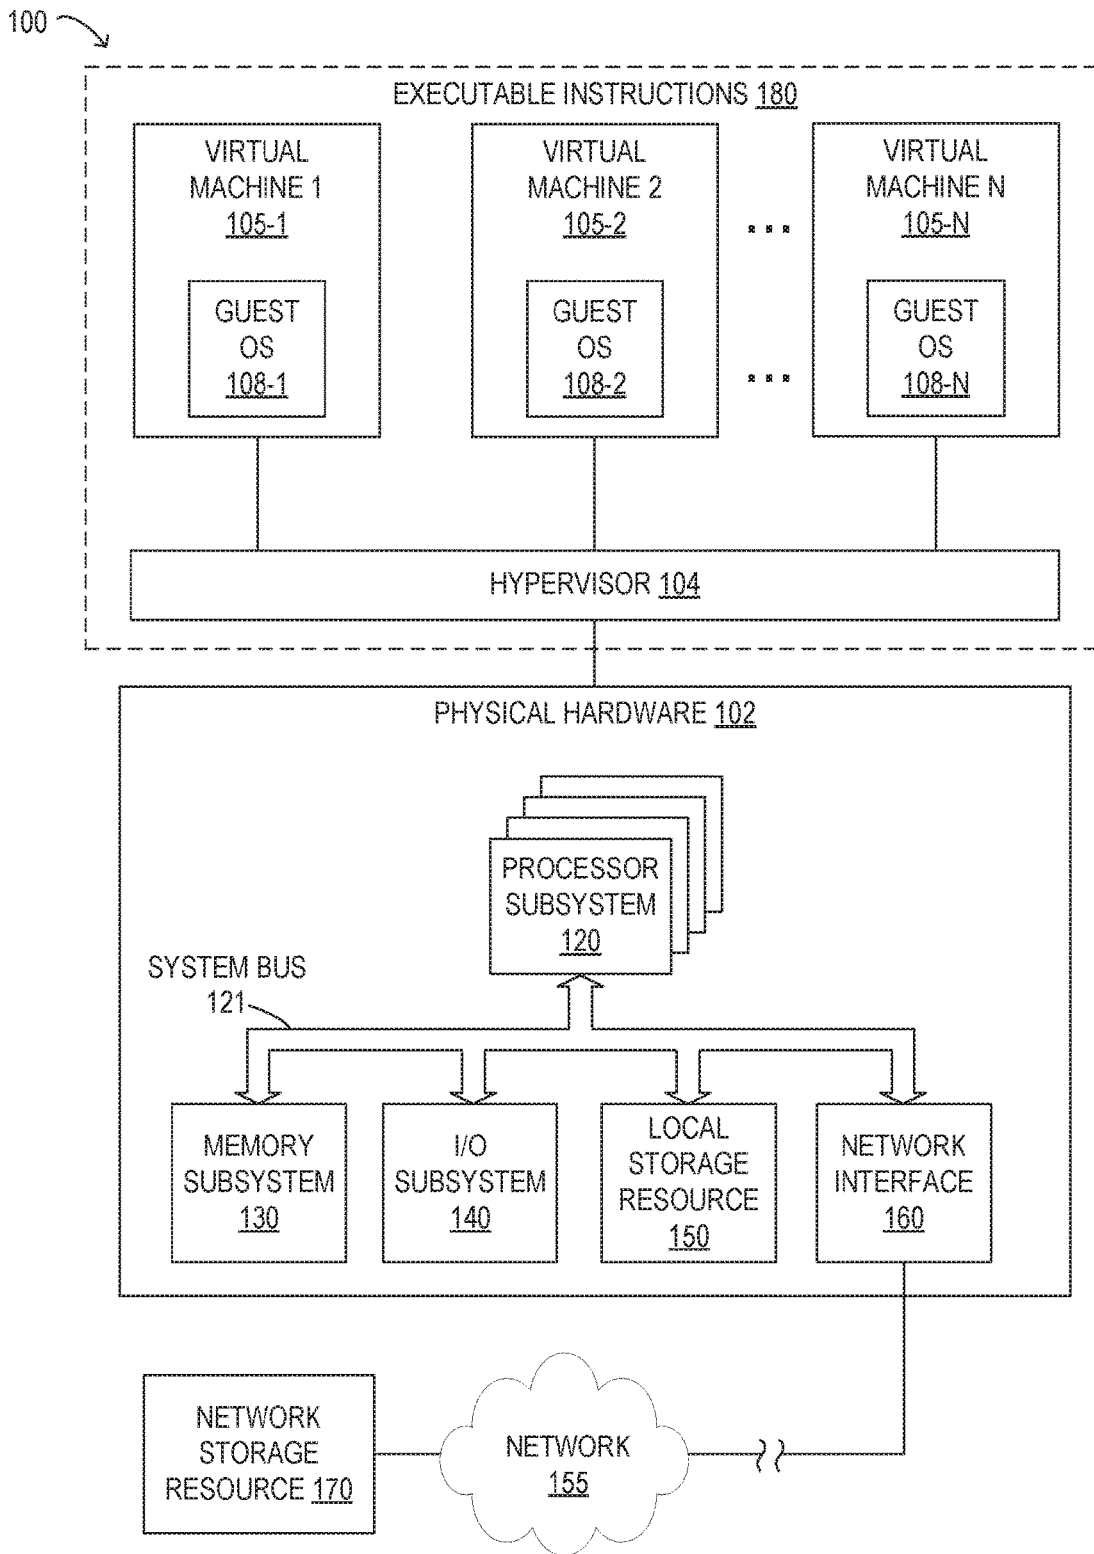 100
EXECUTABLE INSTRUCTIONS 180
VIRTUAL
MACHINE 1
105-1
VIRTUAL
MACHINE 2
105-2
VIRTUAL
MACHINE N
105-N
GUEST
OS
108-1
GUEST
OS
108-2
GUEST
OS
108-N
HYPERVISOR 104
PHYSICAL HARDWARE 102
PROCESSOR
SUBSYSTEM
120
SYSTEM BUS
121
MEMORY
SUBSYSTEM
130
I/O
SUBSYSTEM
140
LOCAL
STORAGE
RESOURCE
150
NETWORK
INTERFACE
160
NETWORK
STORAGE
RESOURCE 170
NETWORK
155